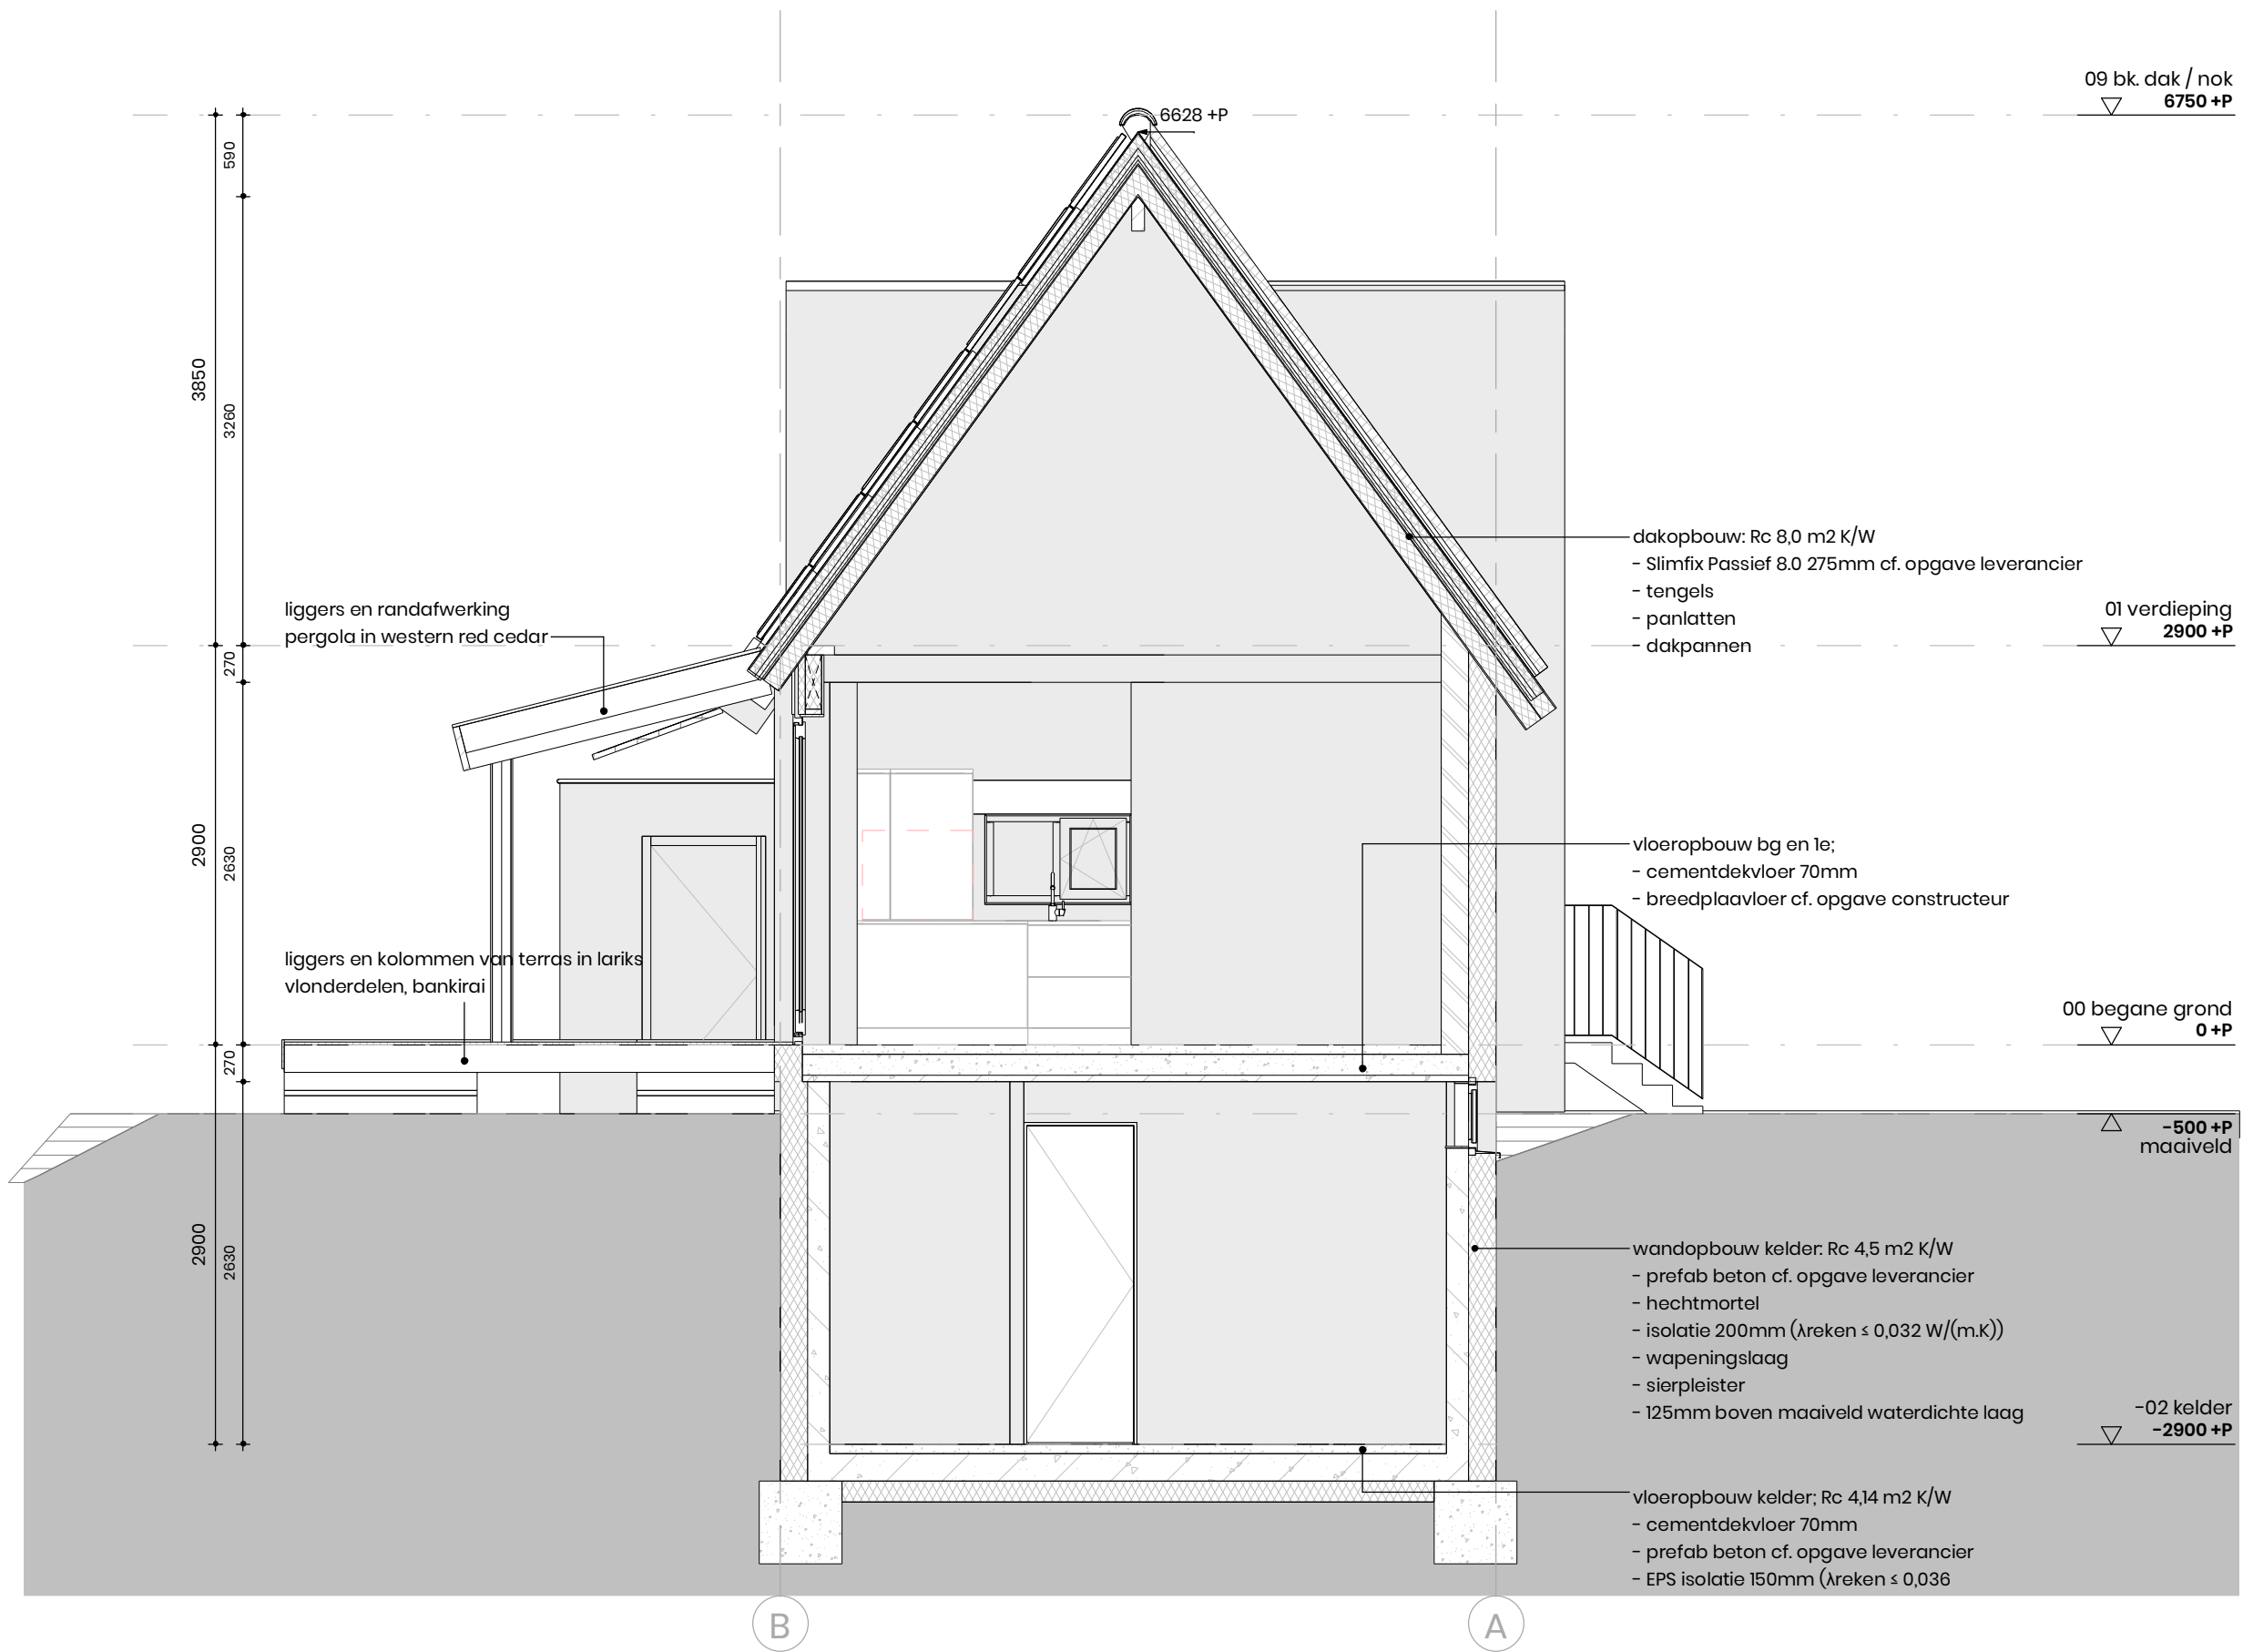 09 bk. dak / nok
6750 +P
6628 +P
590
3850
3260
dakopbouw: Rc 8,0 m2 K/W
- Slimfix Passief 8.0 275mm cf. opgave leverancier
- tengels
- panlatten
- dakpannen
liggers en randafwerking
pergola in western red cedar
01 verdieping
2900 +P
270
2900
2630
vloeropbouw bg en 1e;
- cementdekvloer 70mm
- breedplaavloer cf. opgave constructeur
liggers en kolommen van terras in lariks
vlonderdelen, bankirai
00 begane grond
0 +P
270
-500 +P
maaiveld
2900
2630
wandopbouw kelder: Rc 4,5 m2 K/W
- prefab beton cf. opgave leverancier
- hechtmortel
- isolatie 200mm (λreken ≤ 0,032 W/(m.K))
- wapeningslaag
- sierpleister
- 125mm boven maaiveld waterdichte laag
-02 kelder
-2900 +P
vloeropbouw kelder; Rc 4,14 m2 K/W
- cementdekvloer 70mm
- prefab beton cf. opgave leverancier
- EPS isolatie 150mm (λreken ≤ 0,036
B
A